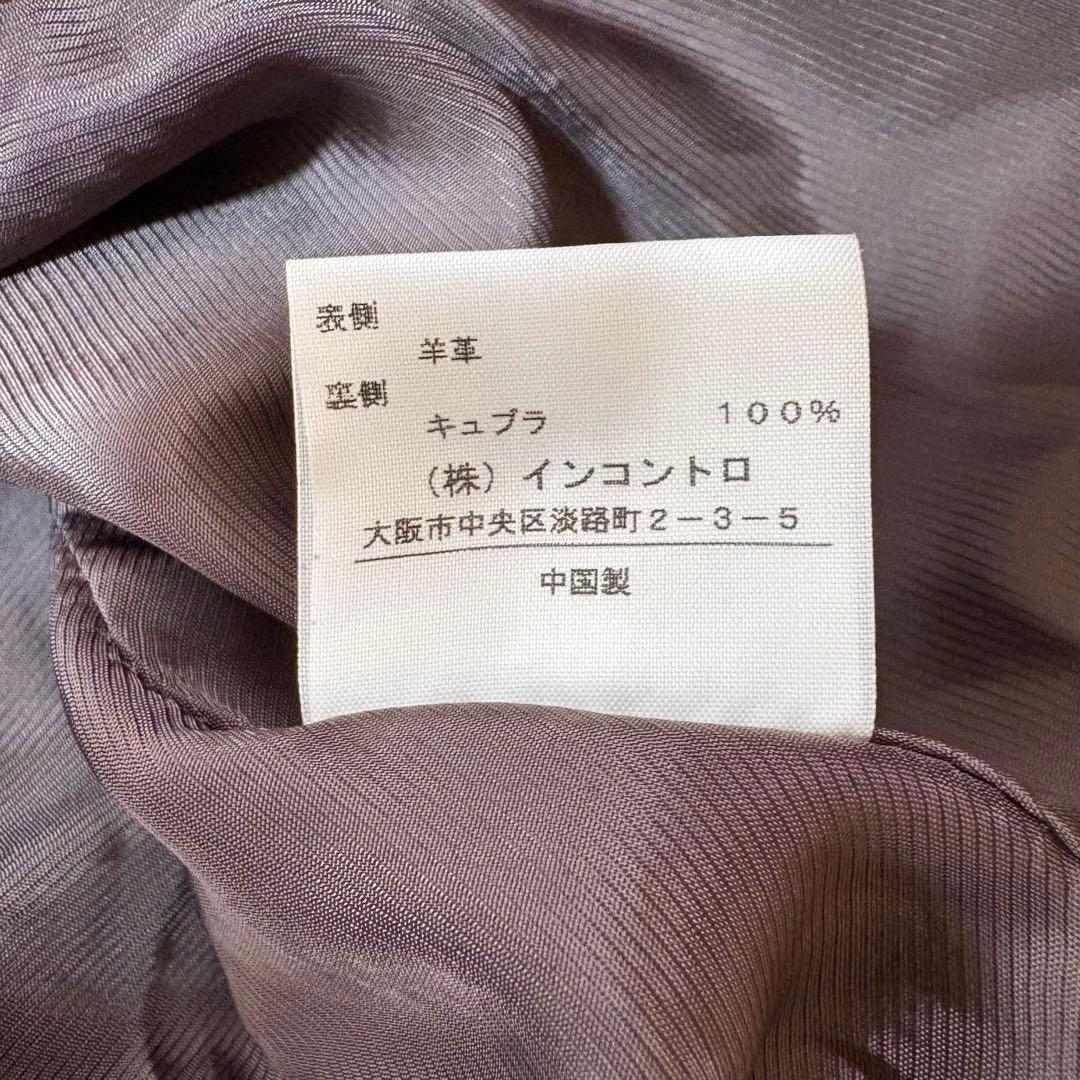 表側
羊革
裏側
キュプラ １００％
（株）インコントロ
大阪市中央区淡路町２－３－５
中国製